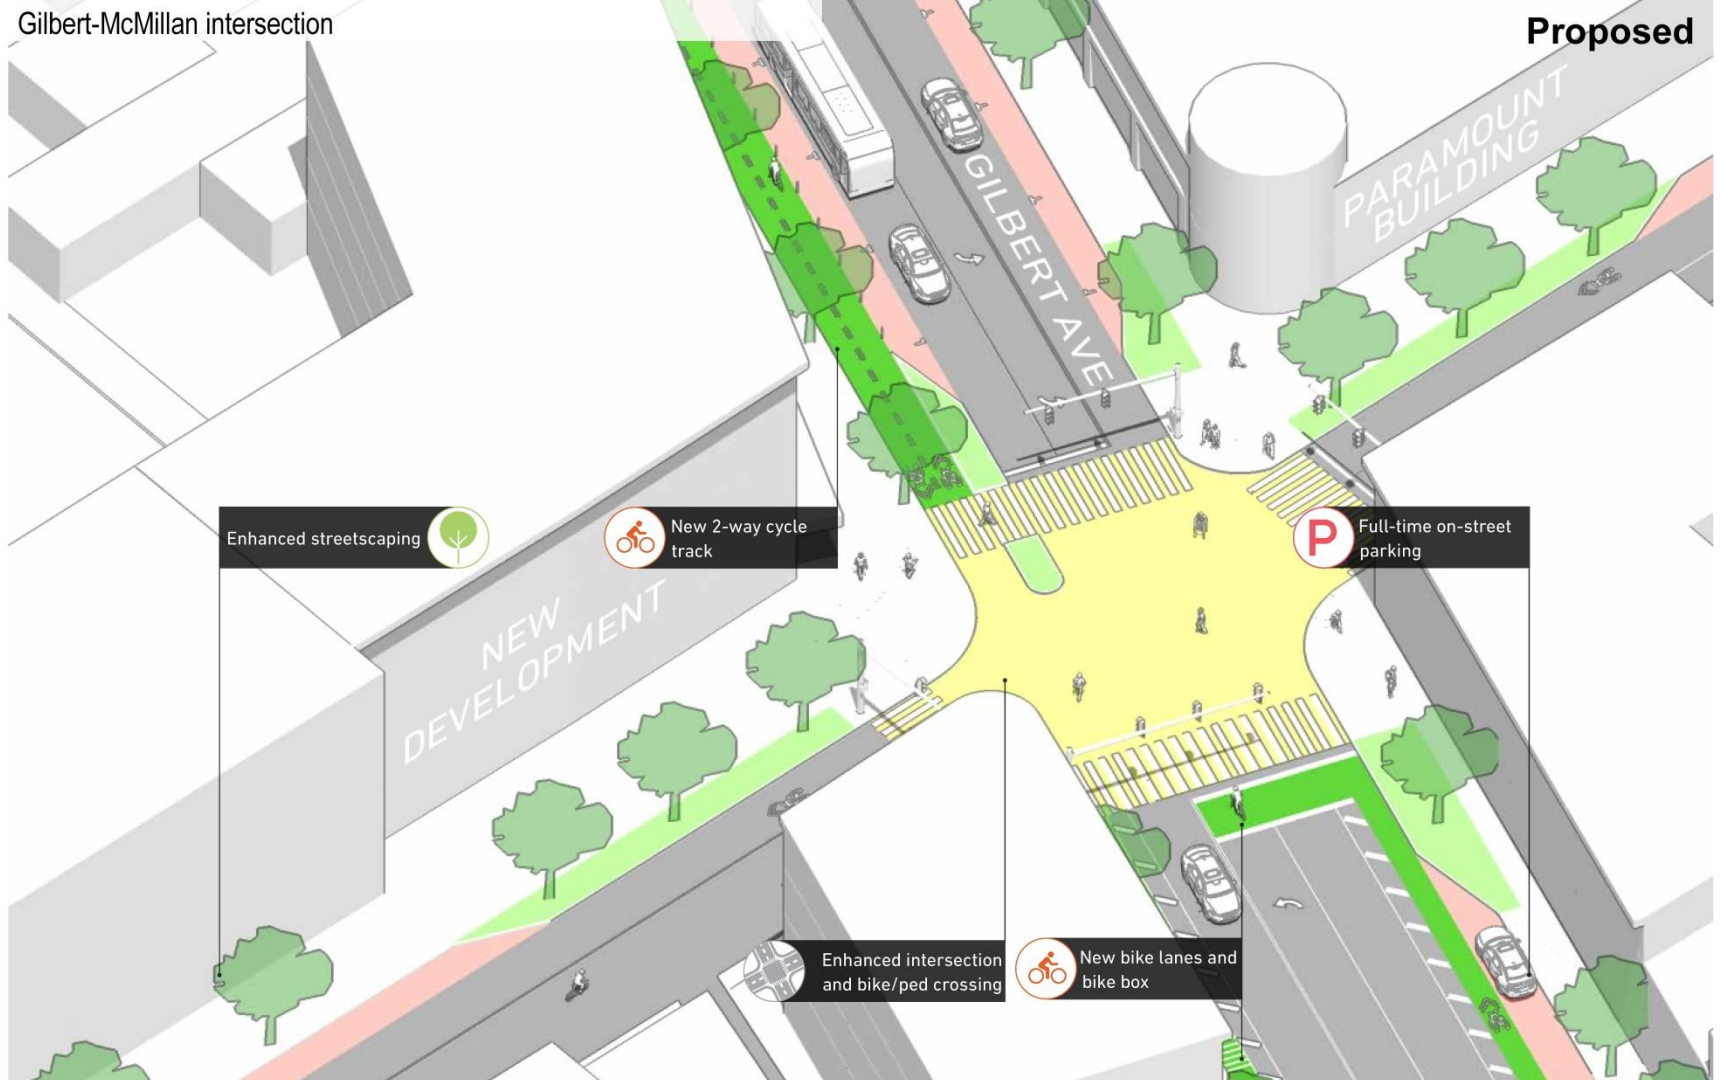 Gilbert-McMillan intersection
Proposed
PARAMOUNT
BUILDING
GILBERT AVE
Enhanced streetscaping
New 2-way cycle
track
P
Full-time on-street
parking
NEW
DEVELOPMENT
Enhanced intersection
and bike/ped crossing
New bike lanes and
bike box